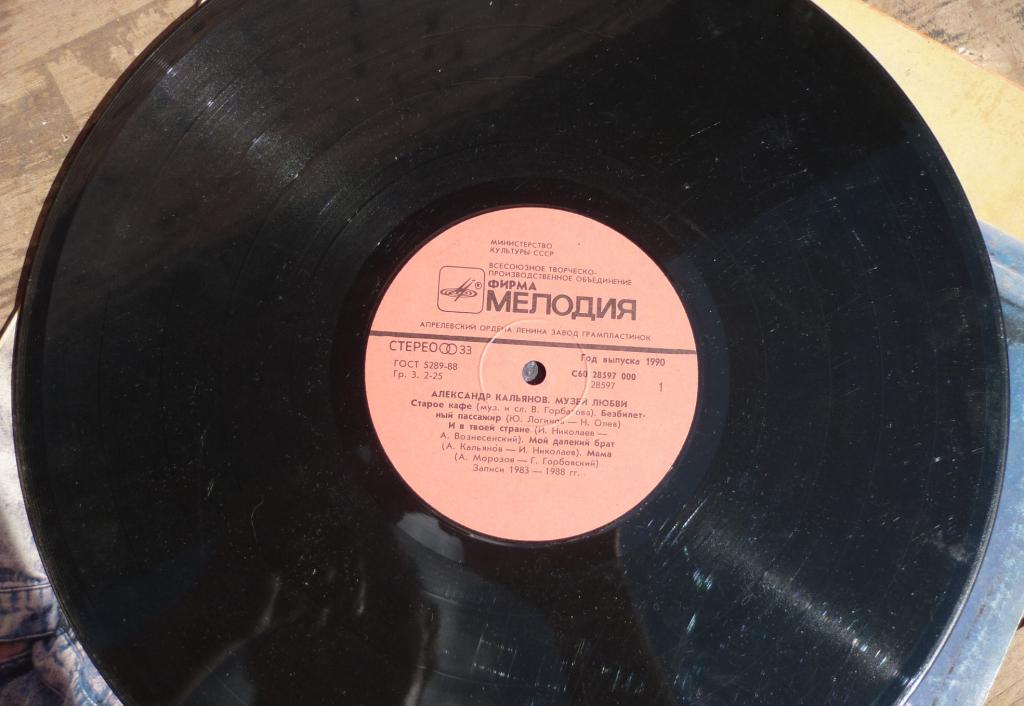 МИНИСТЕРСТВО
КУЛЬТУРЫ СССР
ВСЕСОЮЗНОЕ ТВОРЧЕСКО-
ПРОИЗВОДСТВЕННОЕ ОБЪЕДИНЕНИЕ
®
ФИРМА
МЕЛОДИЯ
АПРЕЛЕВСКИЙ ОРДЕНА ЛЕНИНА ЗАВОД ГРАМПЛАСТИНОК
СТЕРЕО 33
Год выпуска 1990
ГОСТ 5289-88
С60 28597 000
Гр. 3. 2-25
28597
1
АЛЕКСАНДР КАЛЬЯНОВ. МУЗЕЙ ЛЮБВИ
Старое кафе (муз. и сл. В. Горбатова). Безбилет-
ный пассажир (Ю. Логинов — Н. Олев)
И в твоей стране (И. Николаев —
А. Вознесенский). Мой далекий брат
(А. Кальянов — И. Николаев). Мама
(А. Морозов — Г. Горбовский)
Записи 1983 — 1988 гг.